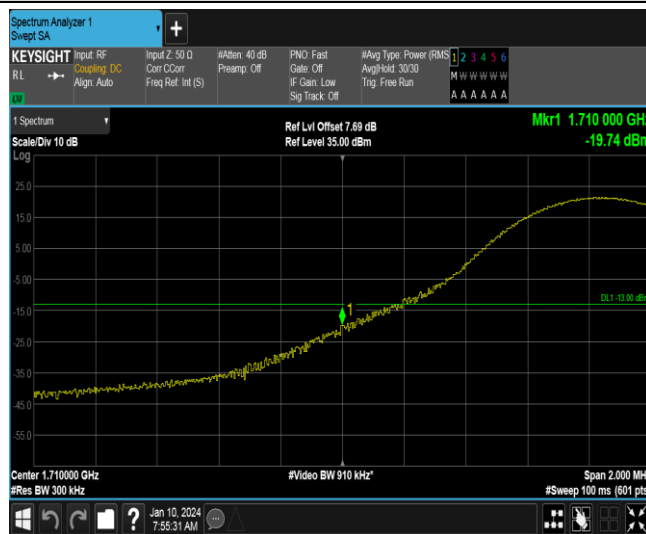 Spectrum Analyzer 1
Swept SA
KEYSIGHT Input: RF Input Z: 50 Ω #Atten: 40 dB PNO: Fast #Avg Type: Power (RMS 1 2 3 4 5 6
RL Coupling: DC Corr CCorr Preamp: Off Gate: Off Avg|Hold: 30/30 M W W W W W
Align: Auto Freq Ref: Int (S) IF Gain: Low Trig: Free Run
Sig Track: Off A A A A A A
LXI
1 Spectrum Ref Lvl Offset 7.69 dB Mkr1 1.710 000 GHz
Scale/Div 10 dB Ref Level 35.00 dBm -19.74 dBm
Log
25.0
15.0
5.00
-5.00
DL1 -13.00 dBm
1
-15.0
-25.0
-35.0
-45.0
-55.0
Center 1.710000 GHz #Video BW 910 kHz* Span 2.000 MH
#Res BW 300 kHz #Sweep 100 ms (601 pts
? Jan 10, 2024
7:55:31 AM